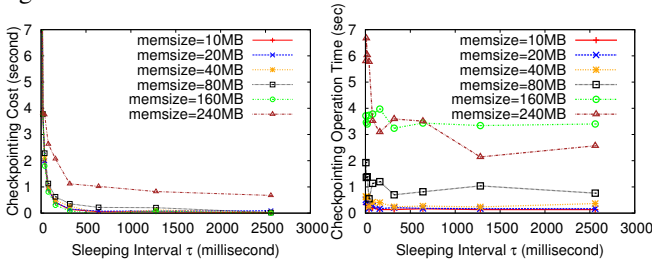 memsize=10MB
memsize=20MB
memsize=40MB
memsize=80MB
memsize=160MB
memsize=240MB
Checkpointing Cost (second)
7
6
5
4
3
2
1
0
0 500 1000 1500 2000 2500 3000
Sleeping Interval τ (millisecond)
memsize=10MB
memsize=20MB
memsize=40MB
memsize=80MB
memsize=160MB
memsize=240MB
Checkpointing Operation Time (sec)
7
6
5
4
3
2
1
0
0 500 1000 1500 2000 2500 3000
Sleeping Interval τ (millisecond)